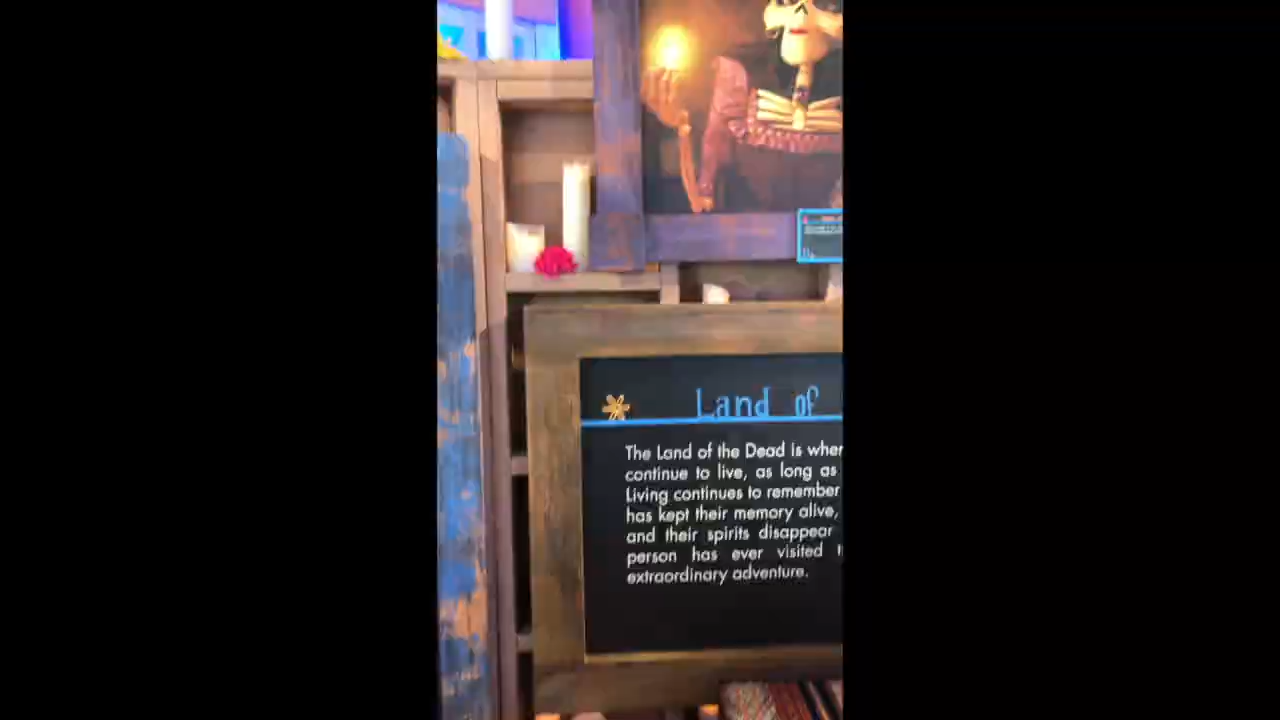 Land of
The Land of the Dead is
continue to live, as long as
Living continues to remember
has kept their memory alive,
and their spirits disappear
person has ever visited
extraordinary adventure.